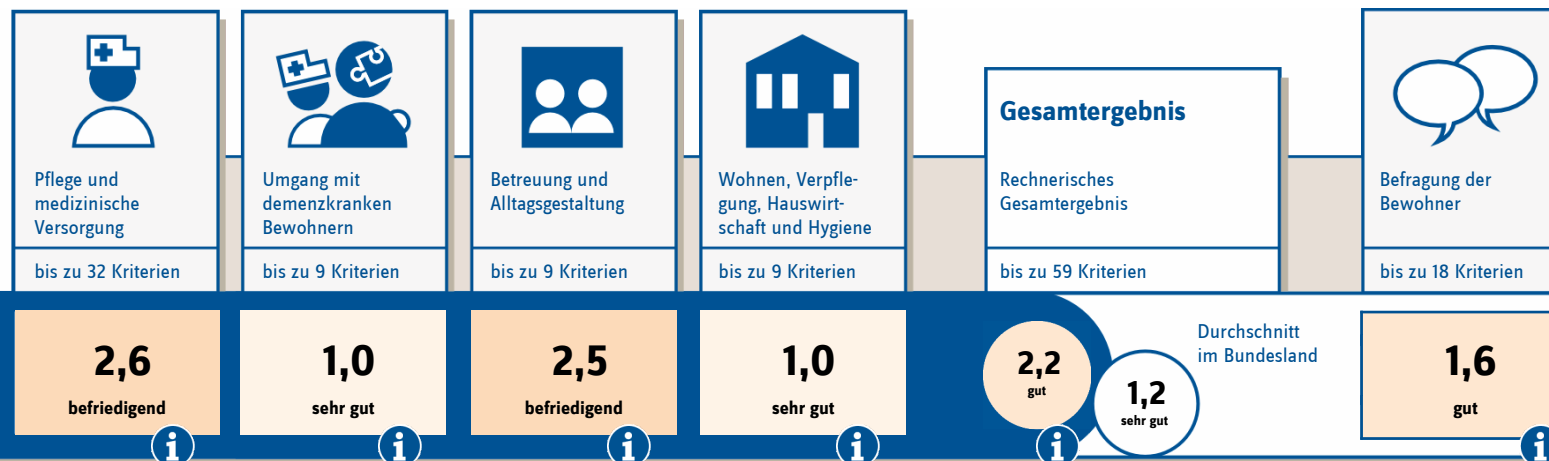 Pflege und
medizinische
Versorgung
bis zu 32 Kriterien
2,6
befriedigend
i
Umgang mit
demenzkranken
Bewohnern
bis zu 9 Kriterien
1,0
sehr gut
i
Betreuung und
Alltagsgestaltung
bis zu 9 Kriterien
2,5
befriedigend
i
Wohnen, Verpfle-
gung, Hauswirt-
schaft und Hygiene
bis zu 9 Kriterien
1,0
sehr gut
i
Gesamtergebnis
Rechnerisches
Gesamtergebnis
bis zu 59 Kriterien
2,2
gut
i
Durchschnitt
im Bundesland
1,2
sehr gut
Befragung der
Bewohner
bis zu 18 Kriterien
1,6
gut
i